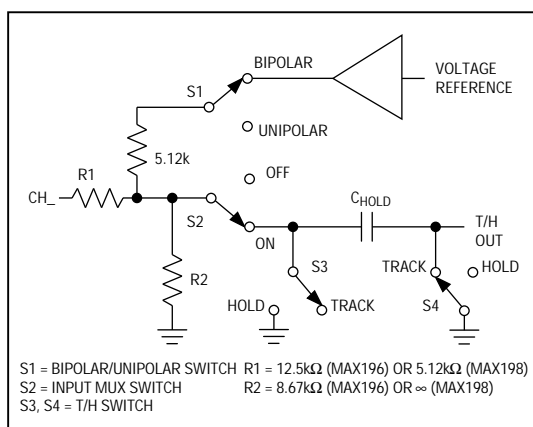 BIPOLAR
VOLTAGE
REFERENCE
S1
UNIPOLAR
5.12k
OFF
R1
CHOLD
CH_
S2
ON
T/H
OUT
S3
TRACK
HOLD
R2
HOLD
TRACK
S4
S1 = BIPOLAR/UNIPOLAR SWITCH R1 = 12.5kΩ (MAX196) OR 5.12kΩ (MAX198)
S2 = INPUT MUX SWITCH R2 = 8.67kΩ (MAX196) OR ∞ (MAX198)
S3, S4 = T/H SWITCH